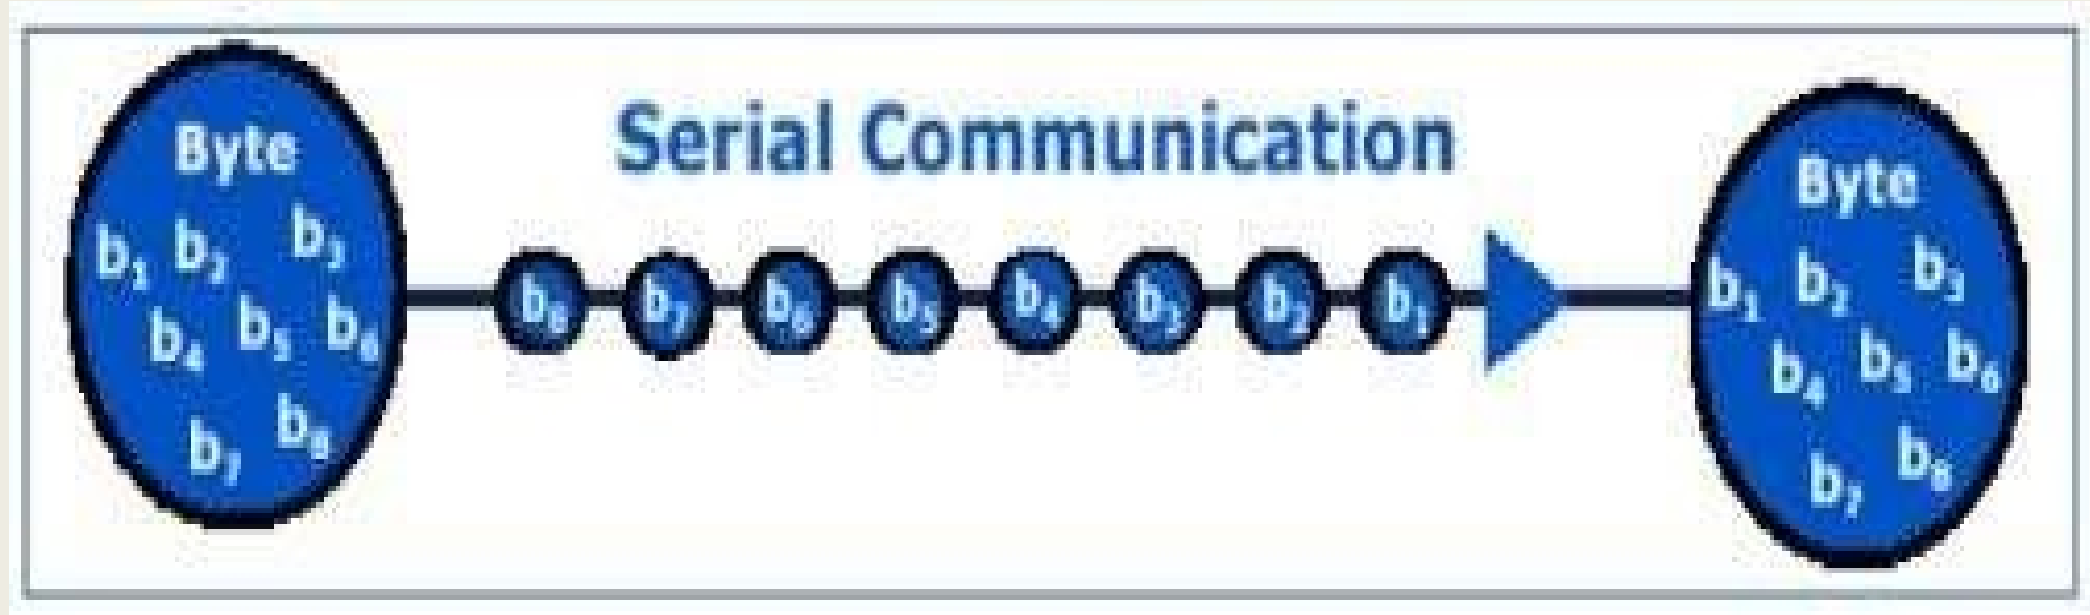 Serial Communication
Byte
b₁ b₂ b₃
b₄ b₅ b₆
b₇ b₈
b₈ b₇ b₆ b₅ b₄ b₃ b₂ b₁
Byte
b₁ b₂ b₃
b₄ b₅ b₆
b₇ b₈